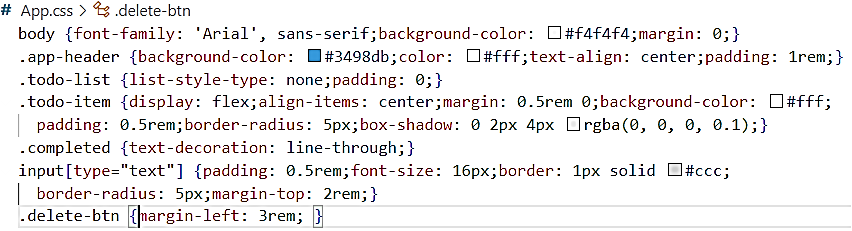 # App.css > .delete-btn
body {font-family: 'Arial', sans-serif;background-color: #f4f4f4;margin: 0;}
.app-header {background-color: #3498db;color: #fff;text-align: center;padding: 1rem;}
.todo-list {list-style-type: none;padding: 0;}
.todo-item {display: flex;align-items: center;margin: 0.5rem 0;background-color: #fff;
padding: 0.5rem;border-radius: 5px;box-shadow: 0 2px 4px rgba(0, 0, 0, 0.1);}
.completed {text-decoration: line-through;}
input[type="text"] {padding: 0.5rem;font-size: 16px;border: 1px solid #ccc;
border-radius: 5px;margin-top: 2rem;}
.delete-btn {margin-left: 3rem; }